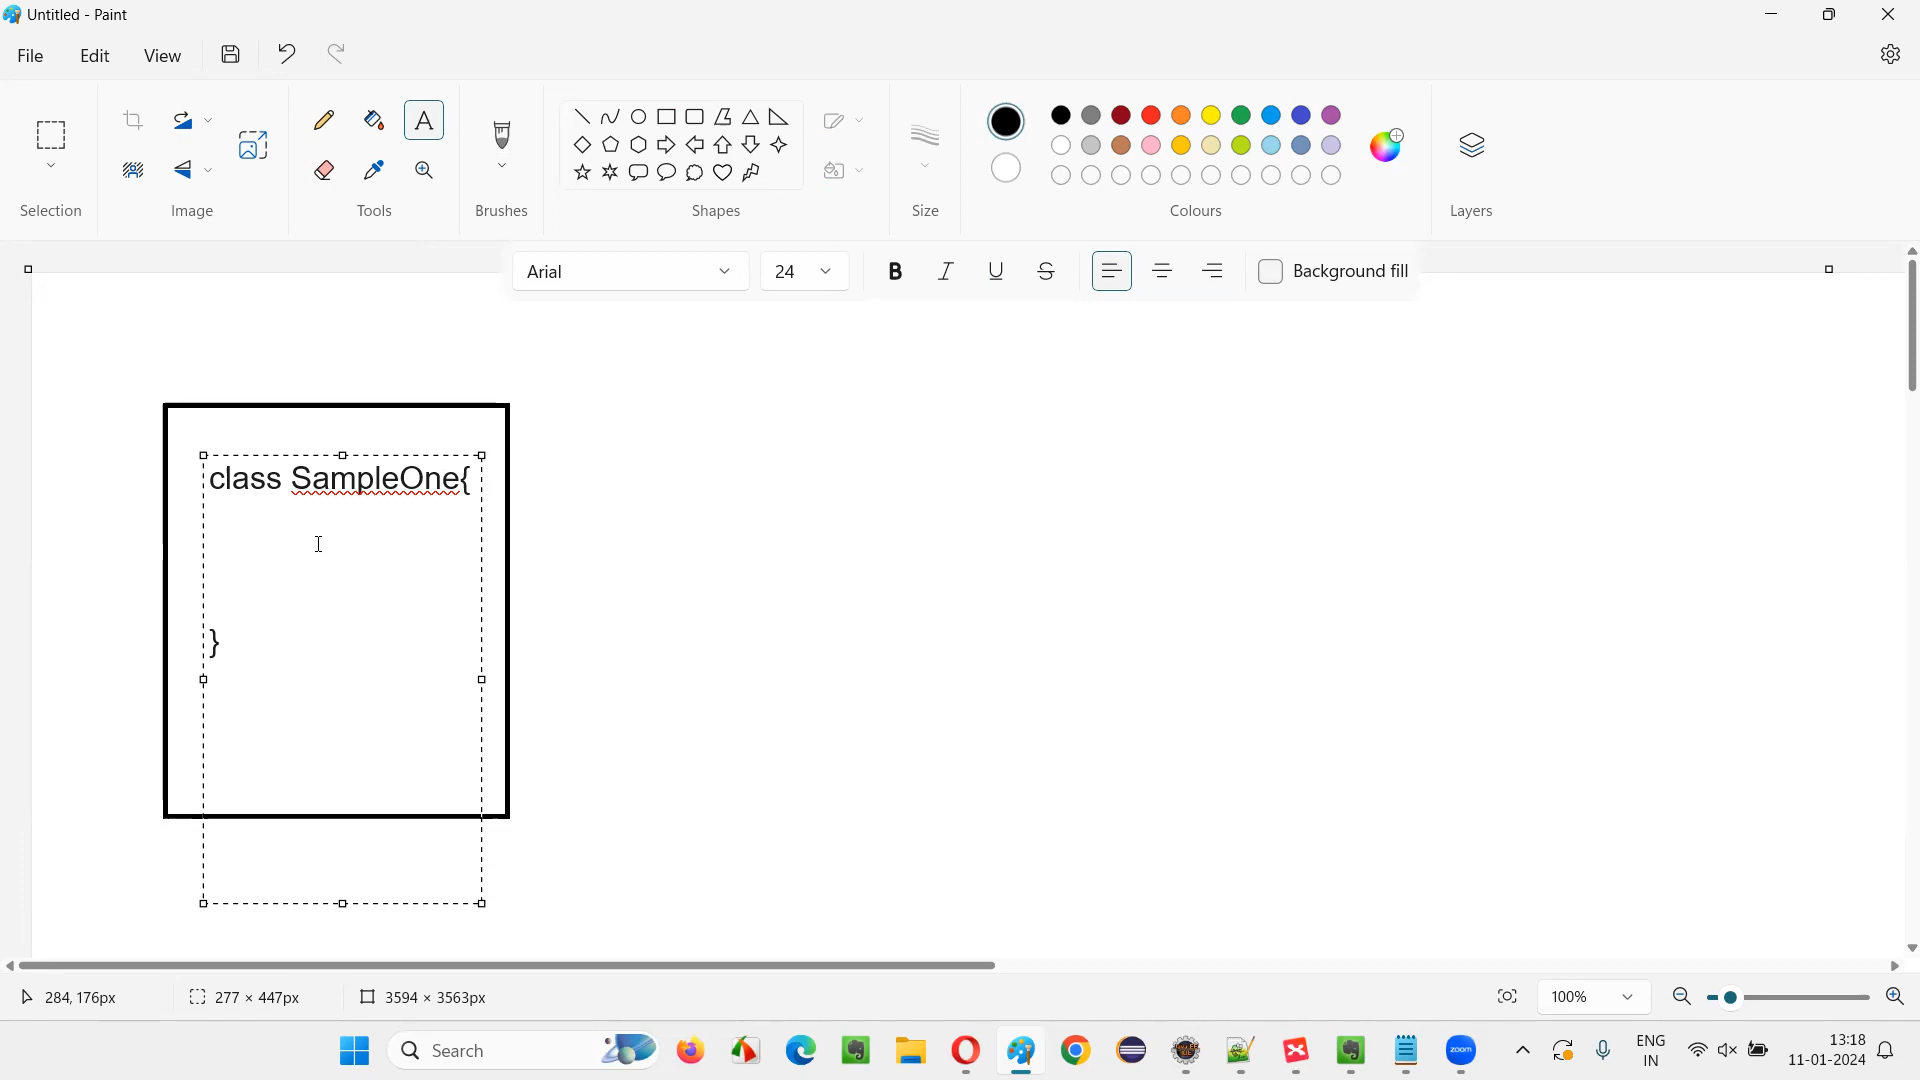 Untitled - Paint
File Edit View
Selection Image Tools Brushes Shapes Size Colours Layers
Arial 24 B I U S Background fill
class SampleOne{
}
284, 176px 277 × 447px 3594 × 3563px 100%
Search zoom ENG 13:18
IN 11-01-2024